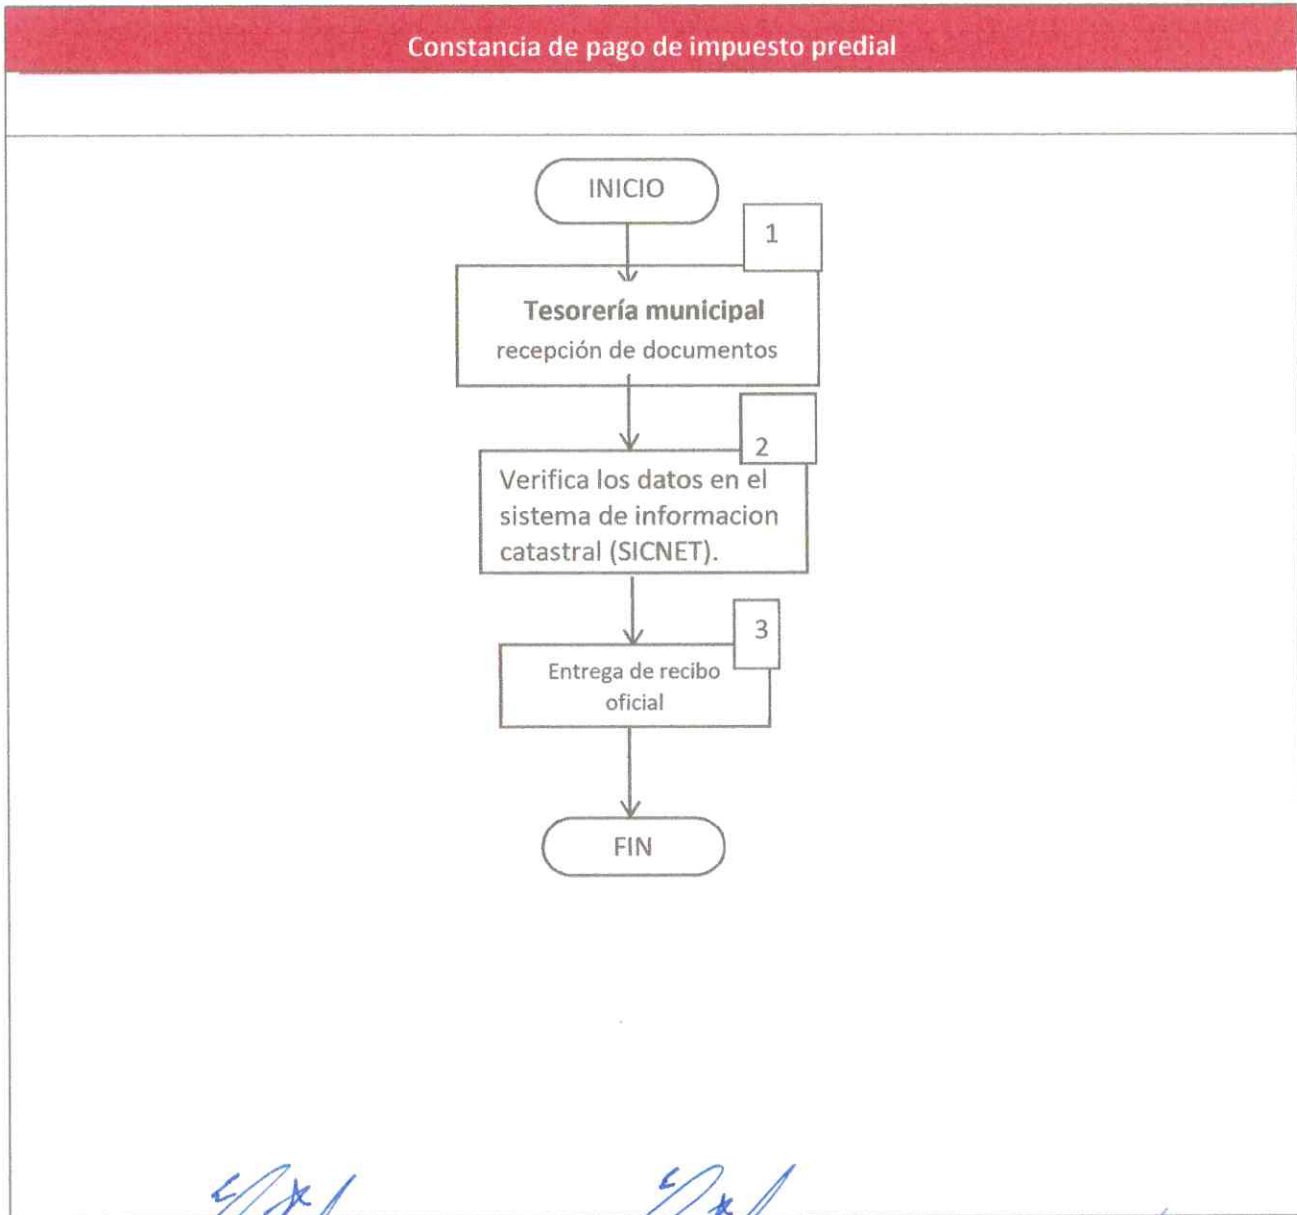 Constancia de pago de impuesto predial
INICIO
1
Tesorería municipal
recepción de documentos
2
Verifica los datos en el
sistema de informacion
catastral (SICNET).
3
Entrega de recibo
oficial
FIN